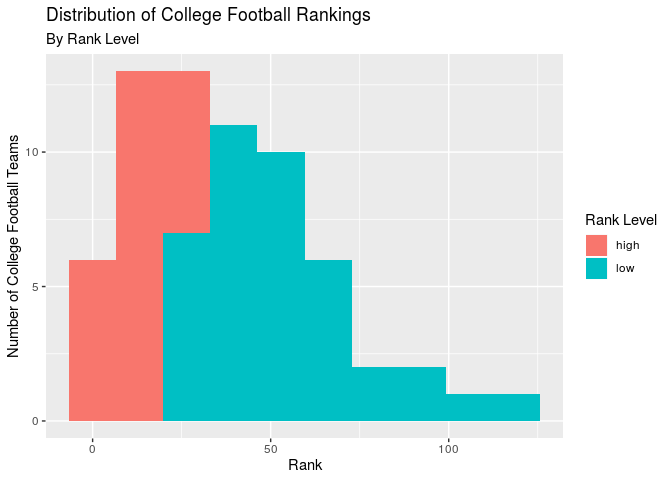 Distribution of College Football Rankings
By Rank Level
Number of College Football Teams
10
5
0
0
50
100
Rank
Rank Level
high
low